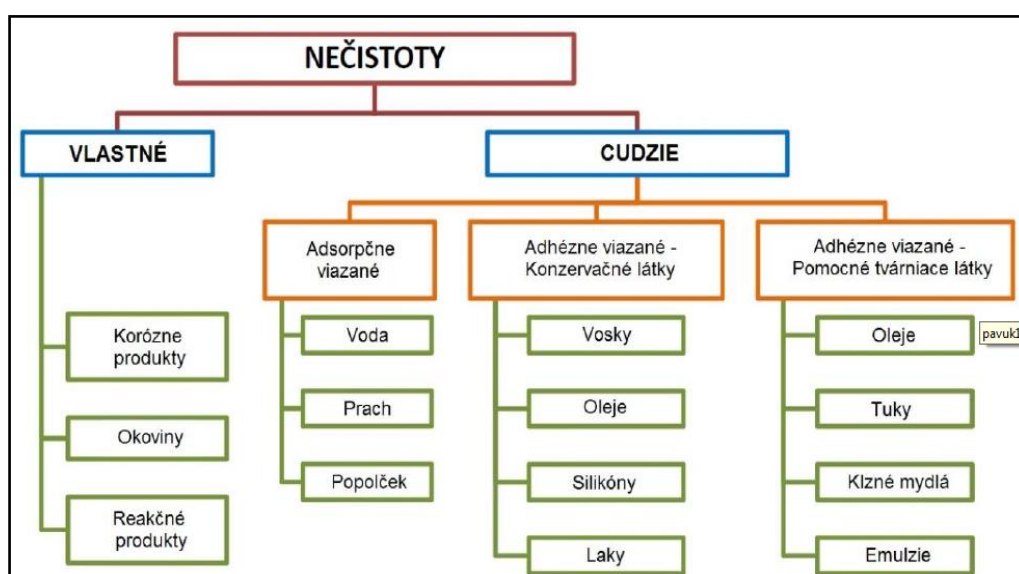 NEČISTOTY
VLASTNÉ
CUDZIE
Adsorpčne
viazané
Adhézne viazané -
Konzervačné látky
Adhézne viazané -
Pomocné tvárniace látky
Korózne
produkty
Okoviny
Reakčné
produkty
Voda
Prach
Popolček
Vosky
Oleje
Silikóny
Laky
Oleje
Tuky
Klzné mydlá
Emulzie
pavuk1